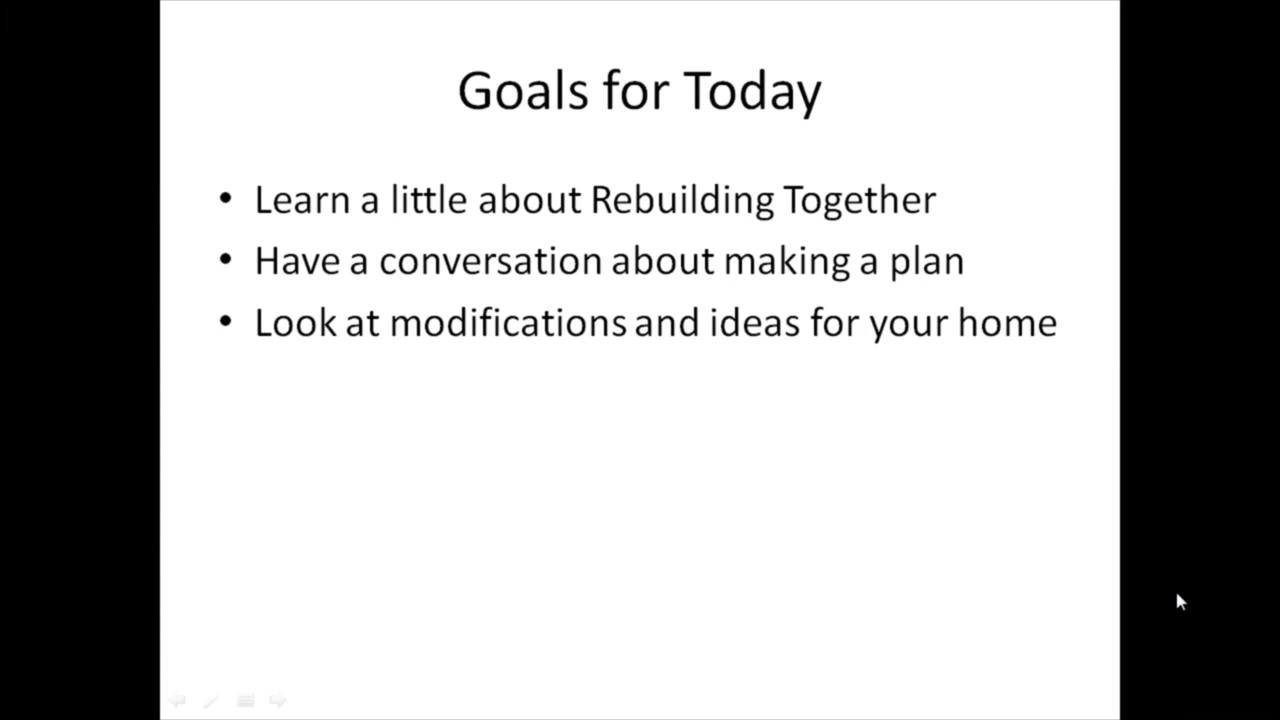 Goals for Today
• Learn a little about Rebuilding Together
• Have a conversation about making a plan
• Look at modifications and ideas for your home